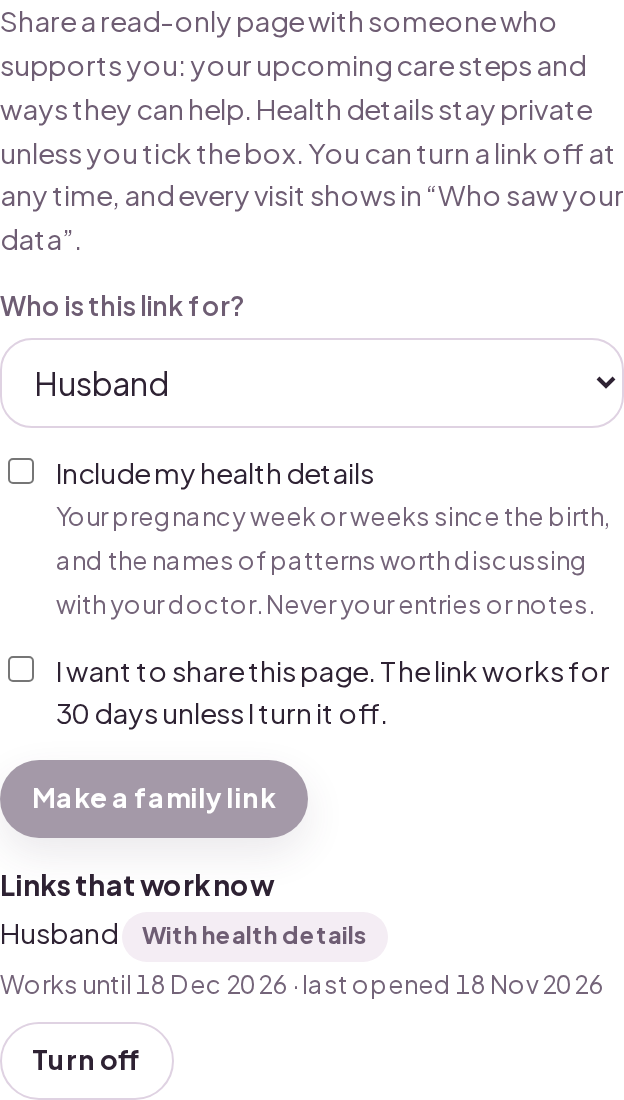 Share a read-only page with someone who
supports you: your upcoming care steps and
ways they can help. Health details stay private
unless you tick the box. You can turn a link off at
any time, and every visit shows in “Who saw your
data”.
Who is this link for?
Husband
Include my health details
Your pregnancy week or weeks since the birth,
and the names of patterns worth discussing
with your doctor. Never your entries or notes.
I want to share this page. The link works for
30 days unless I turn it off.
Make a family link
Links that work now
Husband With health details
Works until 18 Dec 2026 · last opened 18 Nov 2026
Turn off